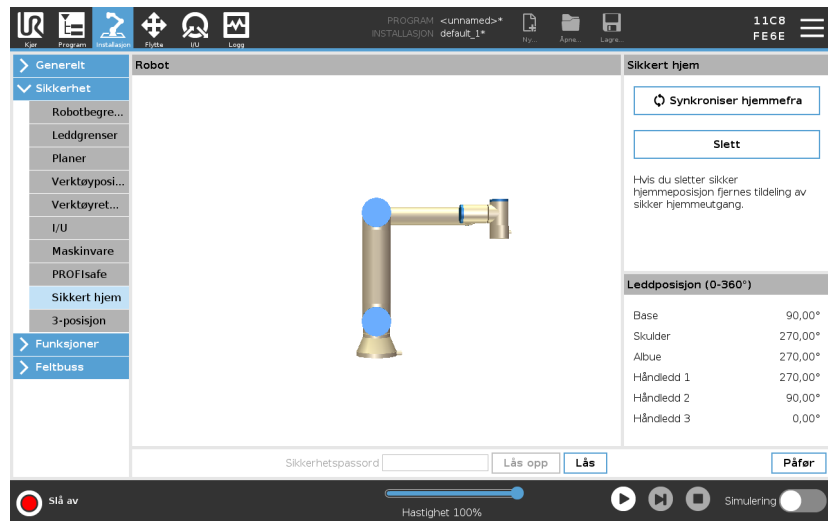 UR
Kjør
Program
Installasjon
Flytte
I/U
Logg
PROGRAM <unnamed>*
INSTALLASJON default_1*
Ny...
Åpne...
Lagre...
11C8
FE6E
Generelt
Sikkerhet
Robotbegre...
Leddgrenser
Planer
Verktøyposi...
Verktøyret...
I/U
Maskinvare
PROFIsafe
Sikkert hjem
3-posisjon
Funksjoner
Feltbuss
Robot
Sikkerhetspassord
Lås opp
Lås
Sikkert hjem
Synkroniser hjemmefra
Slett
Hvis du sletter sikker
hjemmeposisjon fjernes tildeling av
sikker hjemmeutgang.
Leddposisjon (0-360°)
Base 90,00°
Skulder 270,00°
Albue 270,00°
Håndledd 1 270,00°
Håndledd 2 90,00°
Håndledd 3 0,00°
Påfør
Slå av
Hastighet 100%
Simulering